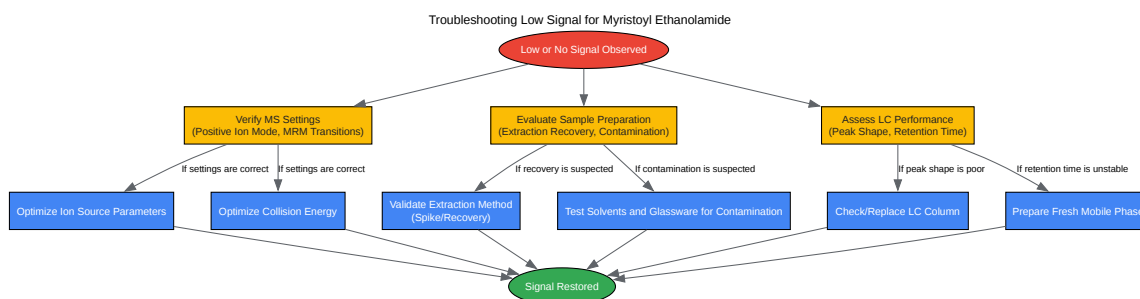 Troubleshooting Low Signal for Myristoyl Ethanolamide
Low or No Signal Observed
Verify MS Settings
(Positive Ion Mode, MRM Transitions)
Evaluate Sample Preparation
(Extraction Recovery, Contamination)
Assess LC Performance
(Peak Shape, Retention Time)
If settings are correct
If settings are correct
If recovery is suspected
If contamination is suspected
If peak shape is poor
If retention time is unstable
Optimize Ion Source Parameters
Optimize Collision Energy
Validate Extraction Method
(Spike/Recovery)
Test Solvents and Glassware for Contamination
Check/Replace LC Column
Prepare Fresh Mobile Phase
Signal Restored